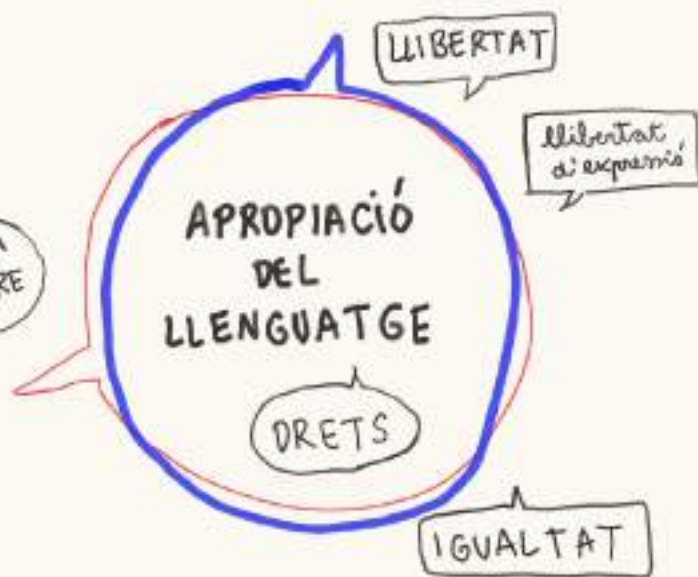 LLIBERTAT
llibertat
d'expressió
APROPIACIÓ
DEL
LLENGUATGE
DRETS
IGUALTAT